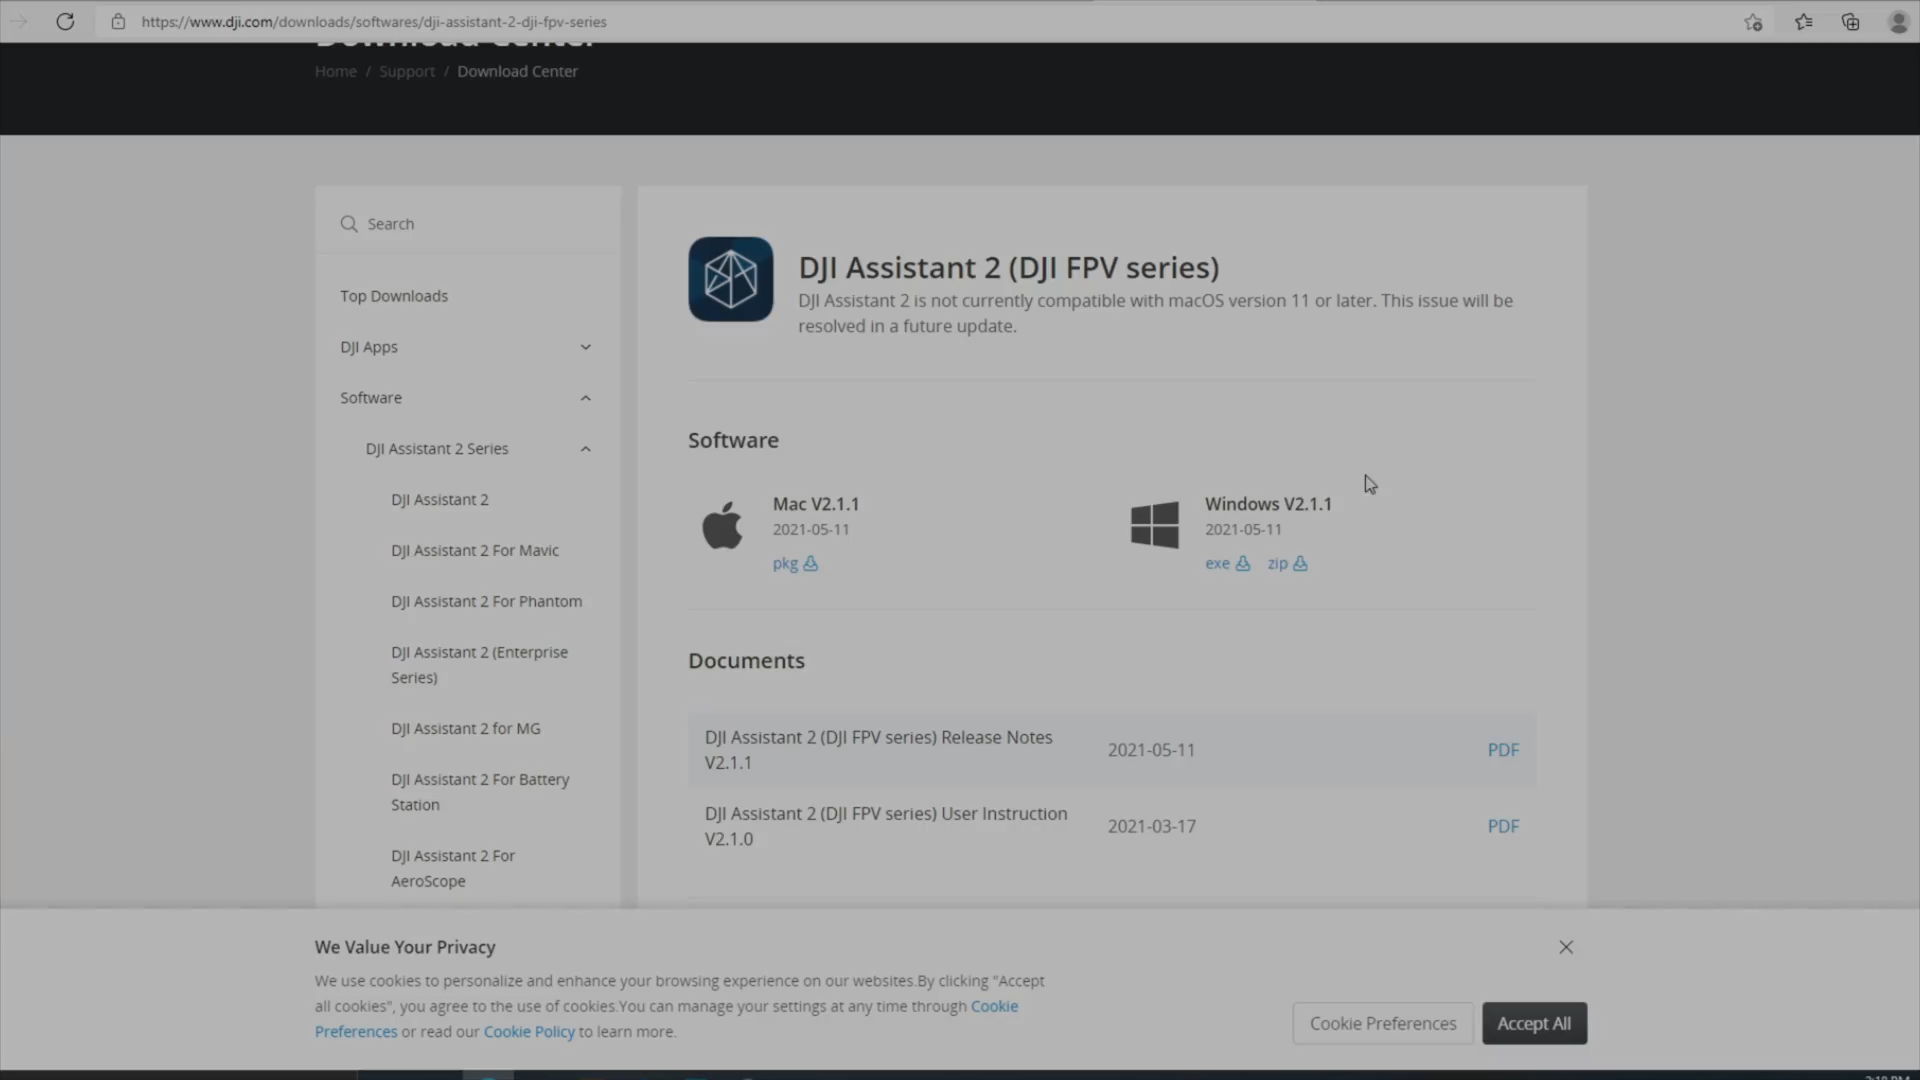 https://www.dji.com/downloads/softwares/dji-assistant-2-dji-fpv-series
Download Center
Home / Support / Download Center
Search
Top Downloads
DJI Apps
Software
DJI Assistant 2 Series
DJI Assistant 2
DJI Assistant 2 For Mavic
DJI Assistant 2 For Phantom
DJI Assistant 2 (Enterprise
Series)
DJI Assistant 2 for MG
DJI Assistant 2 For Battery
Station
DJI Assistant 2 For
AeroScope
DJI Assistant 2 (DJI FPV series)
DJI Assistant 2 is not currently compatible with macOS version 11 or later. This issue will be
resolved in a future update.
Software
Mac V2.1.1
2021-05-11
pkg
Windows V2.1.1
2021-05-11
exe zip
Documents
DJI Assistant 2 (DJI FPV series) Release Notes
V2.1.1
2021-05-11
PDF
DJI Assistant 2 (DJI FPV series) User Instruction
V2.1.0
2021-03-17
PDF
We Value Your Privacy
We use cookies to personalize and enhance your browsing experience on our websites.By clicking "Accept
all cookies", you agree to the use of cookies.You can manage your settings at any time through Cookie
Preferences or read our Cookie Policy to learn more.
Cookie Preferences
Accept All